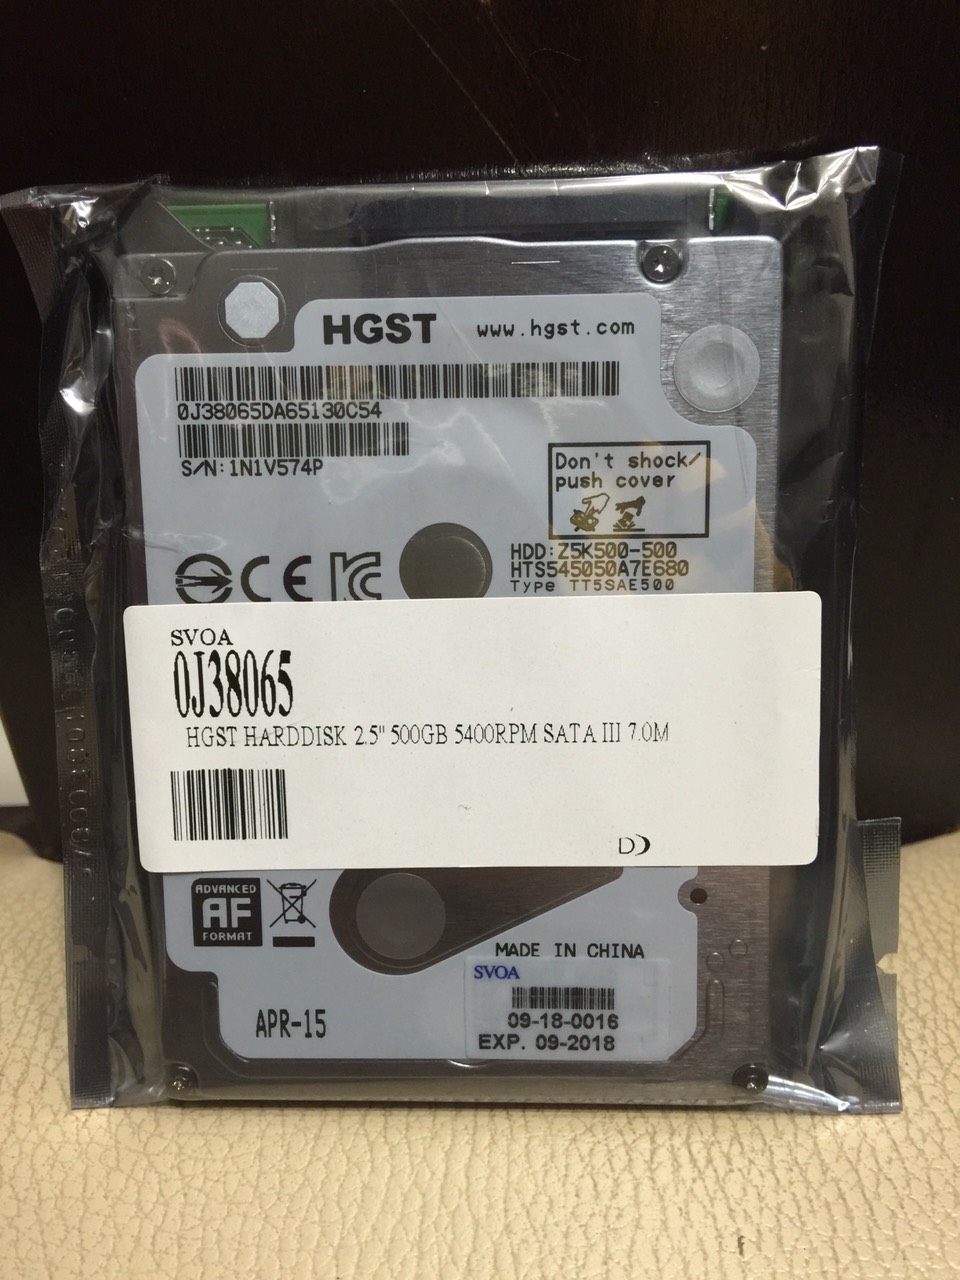 HGST www.hgst.com
0J38065DA65130C54
S/N:1N1V574P
Don't shock/
push cover
HDD:Z5K500-500
HTS545050A7E680
Type TT5SAE500
CE
SVOA
0J38065
HGST HARDDISK 2.5" 500GB 5400RPM SATA III 7.0M
D
ADVANCED
AF
FORMAT
MADE IN CHINA
SVOA
09-18-0016
EXP. 09-2018
APR-15